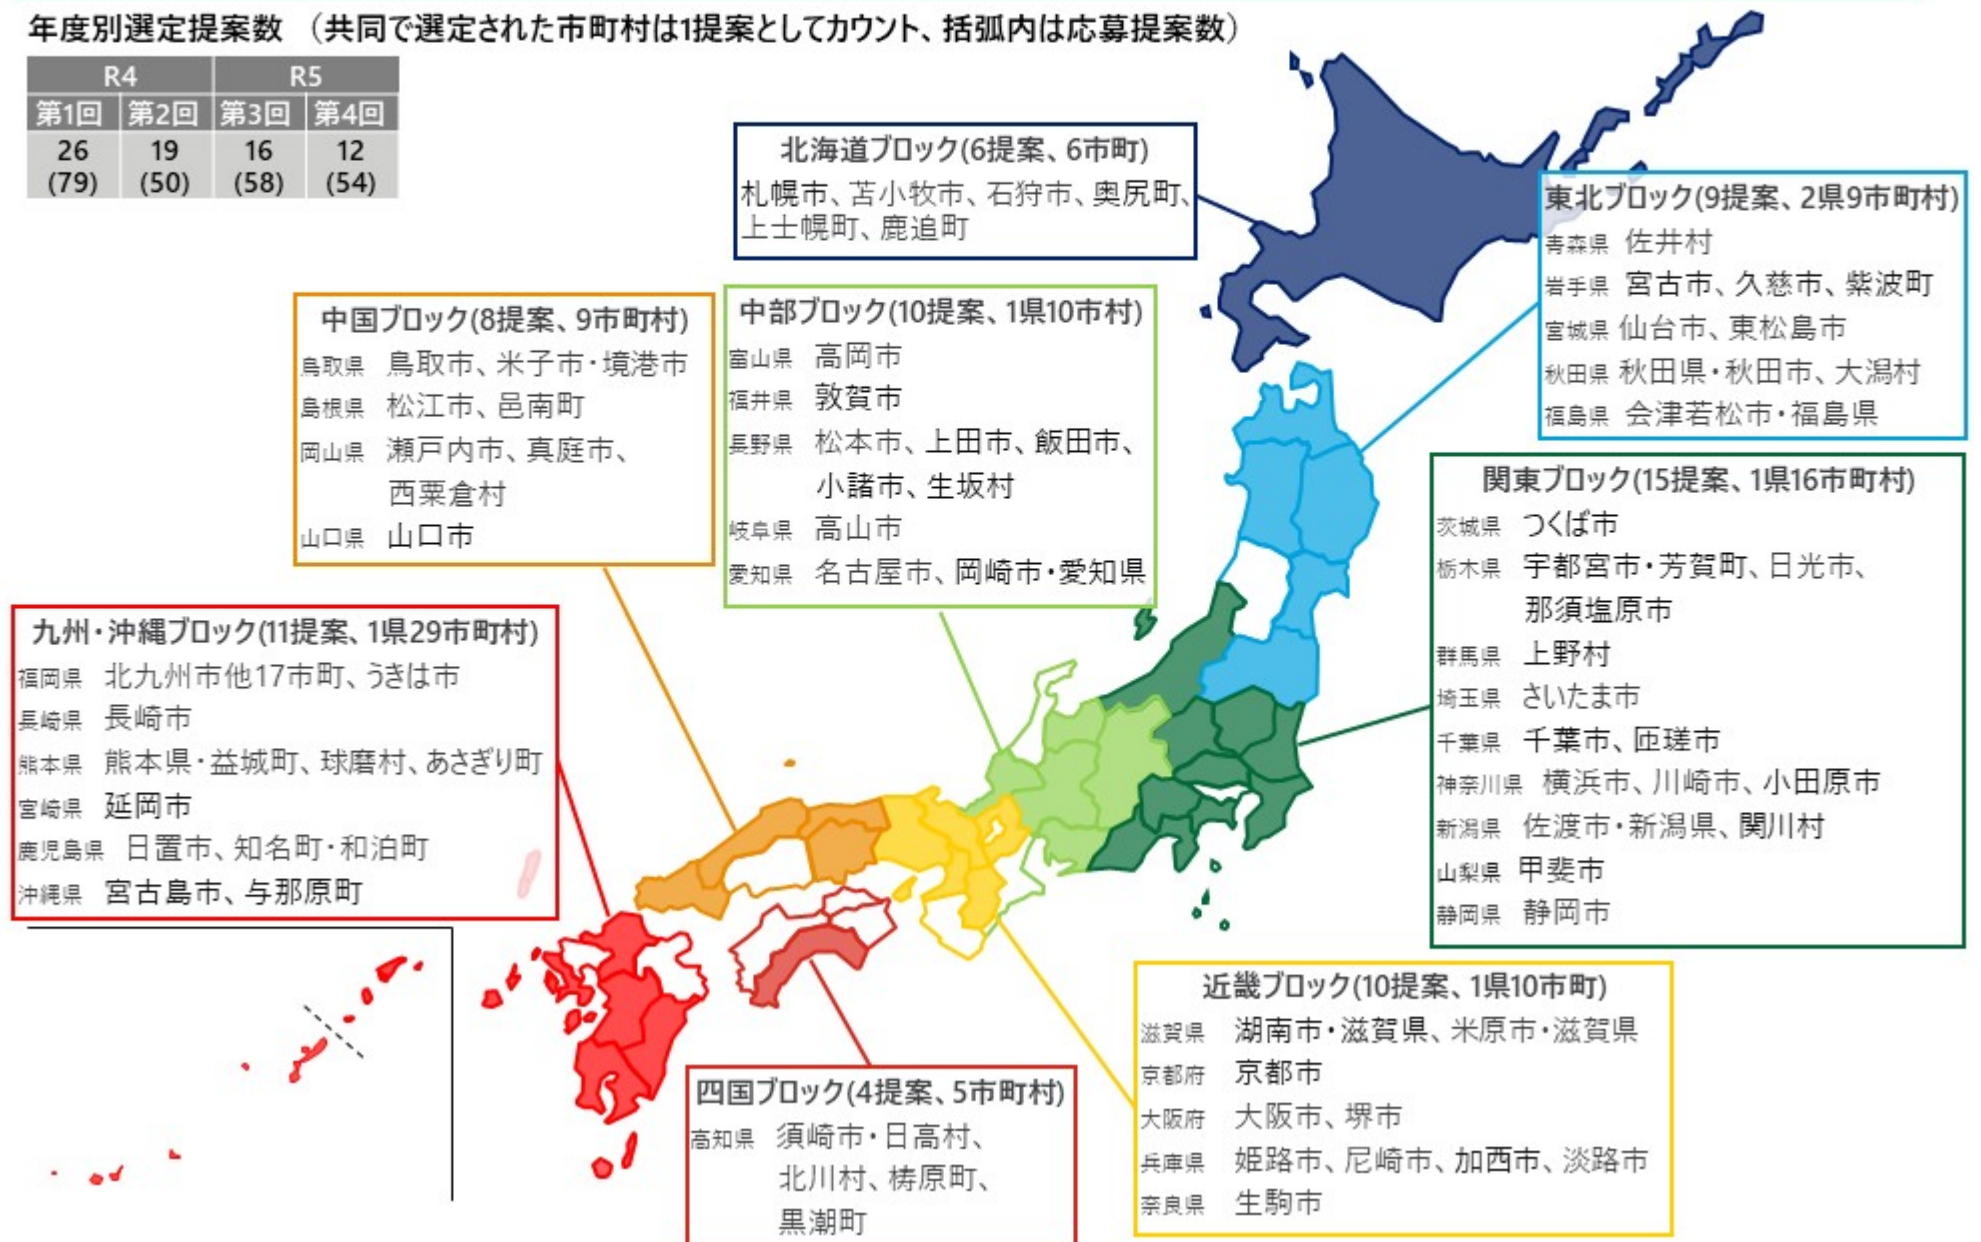 年度別選定提案数 （共同で選定された市町村は1提案としてカウント、括弧内は応募提案数）
R4 R5
第1回 第2回 第3回 第4回
26 19 16 12
(79) (50) (58) (54)
北海道ブロック(6提案、6市町)
札幌市、苫小牧市、石狩市、奥尻町、
上士幌町、鹿追町
東北ブロック(9提案、2県9市町村)
青森県 佐井村
岩手県 宮古市、久慈市、紫波町
宮城県 仙台市、東松島市
秋田県 秋田県・秋田市、大潟村
福島県 会津若松市・福島県
中国ブロック(8提案、9市町村)
鳥取県 鳥取市、米子市・境港市
島根県 松江市、邑南町
岡山県 瀬戸内市、真庭市、
西粟倉村
山口県 山口市
中部ブロック(10提案、1県10市村)
富山県 高岡市
福井県 敦賀市
長野県 松本市、上田市、飯田市、
小諸市、生坂村
岐阜県 高山市
愛知県 名古屋市、岡崎市・愛知県
関東ブロック(15提案、1県16市町村)
茨城県 つくば市
栃木県 宇都宮市・芳賀町、日光市、
那須塩原市
群馬県 上野村
埼玉県 さいたま市
千葉県 千葉市、匝瑳市
神奈川県 横浜市、川崎市、小田原市
新潟県 佐渡市・新潟県、関川村
山梨県 甲斐市
静岡県 静岡市
九州・沖縄ブロック(11提案、1県29市町村)
福岡県 北九州市他17市町、うきは市
長崎県 長崎市
熊本県 熊本県・益城町、球磨村、あさぎり町
宮崎県 延岡市
鹿児島県 日置市、知名町・和泊町
沖縄県 宮古島市、与那原町
近畿ブロック(10提案、1県10市町)
滋賀県 湖南市・滋賀県、米原市・滋賀県
京都府 京都市
大阪府 大阪市、堺市
兵庫県 姫路市、尼崎市、加西市、淡路市
奈良県 生駒市
四国ブロック(4提案、5市町村)
高知県 須崎市・日高村、
北川村、梼原町、
黒潮町